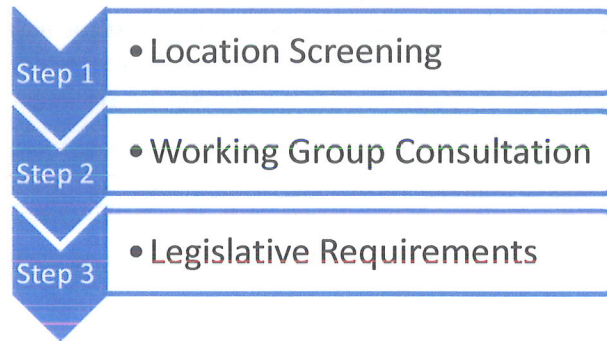 Step 1
• Location Screening
Step 2
• Working Group Consultation
Step 3
• Legislative Requirements